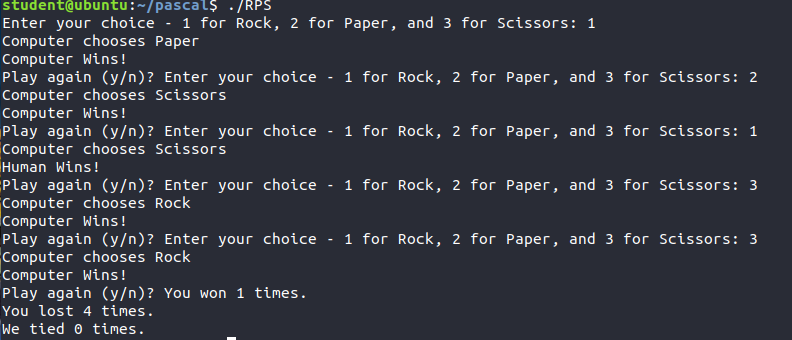 student@ubuntu:~/pascal$ ./RPS
Enter your choice - 1 for Rock, 2 for Paper, and 3 for Scissors: 1
Computer chooses Paper
Computer Wins!
Play again (y/n)? Enter your choice - 1 for Rock, 2 for Paper, and 3 for Scissors: 2
Computer chooses Scissors
Computer Wins!
Play again (y/n)? Enter your choice - 1 for Rock, 2 for Paper, and 3 for Scissors: 1
Computer chooses Scissors
Human Wins!
Play again (y/n)? Enter your choice - 1 for Rock, 2 for Paper, and 3 for Scissors: 3
Computer chooses Rock
Computer Wins!
Play again (y/n)? Enter your choice - 1 for Rock, 2 for Paper, and 3 for Scissors: 3
Computer chooses Rock
Computer Wins!
Play again (y/n)? You won 1 times.
You lost 4 times.
We tied 0 times.